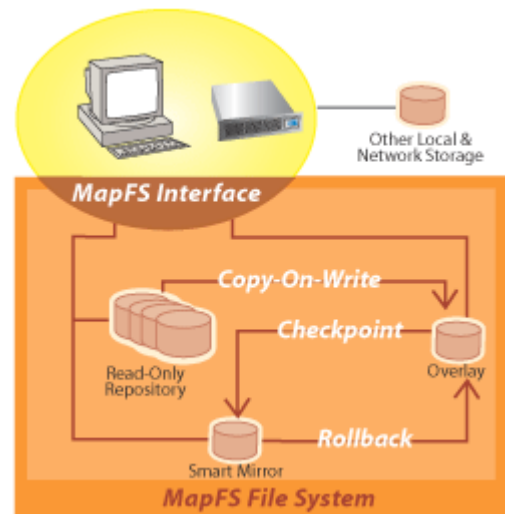 Other Local &
Network Storage
MapFS Interface
Copy-On-Write
Checkpoint
Read-Only
Repository
Overlay
Rollback
Smart Mirror
MapFS File System